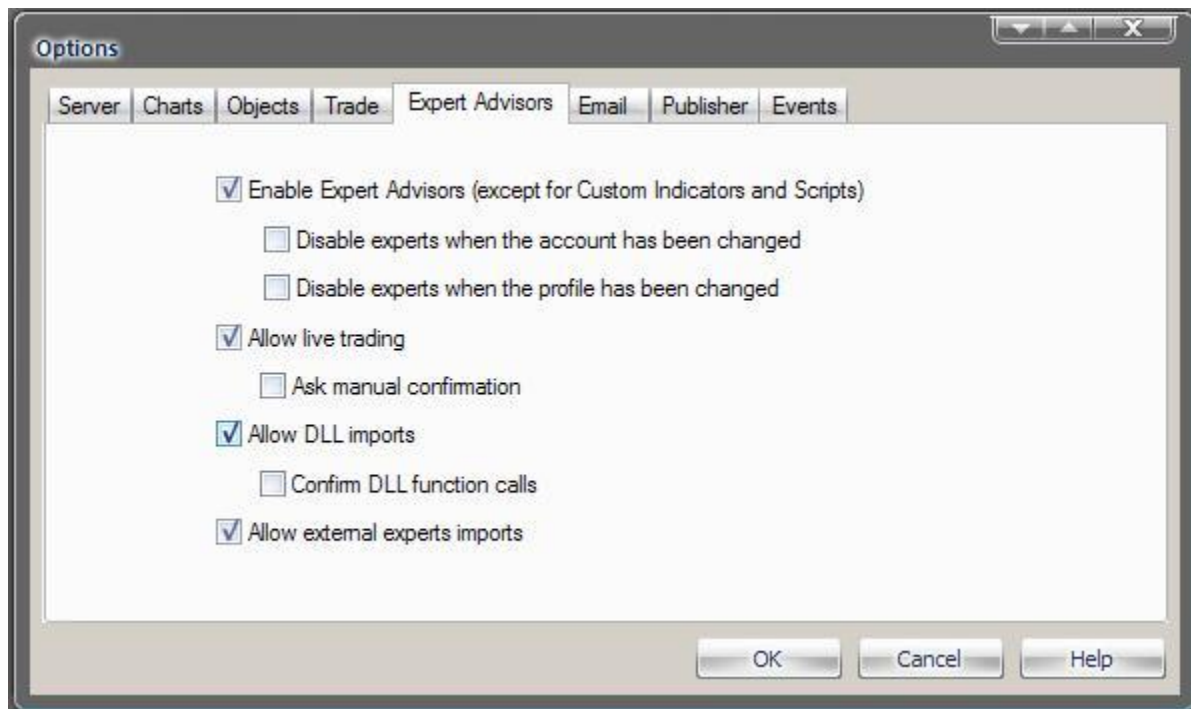 Options
Server Charts Objects Trade Expert Advisors Email Publisher Events
Enable Expert Advisors (except for Custom Indicators and Scripts)
Disable experts when the account has been changed
Disable experts when the profile has been changed
Allow live trading
Ask manual confirmation
Allow DLL imports
Confirm DLL function calls
Allow external experts imports
OK Cancel Help